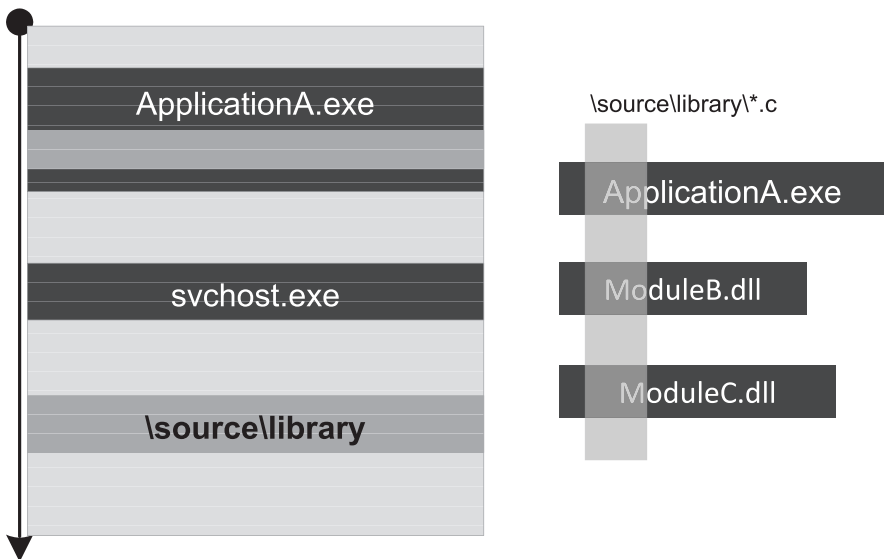 ApplicationA.exe
svchost.exe
\source\library
\source\library\*.c
ApplicationA.exe
ModuleB.dll
ModuleC.dll